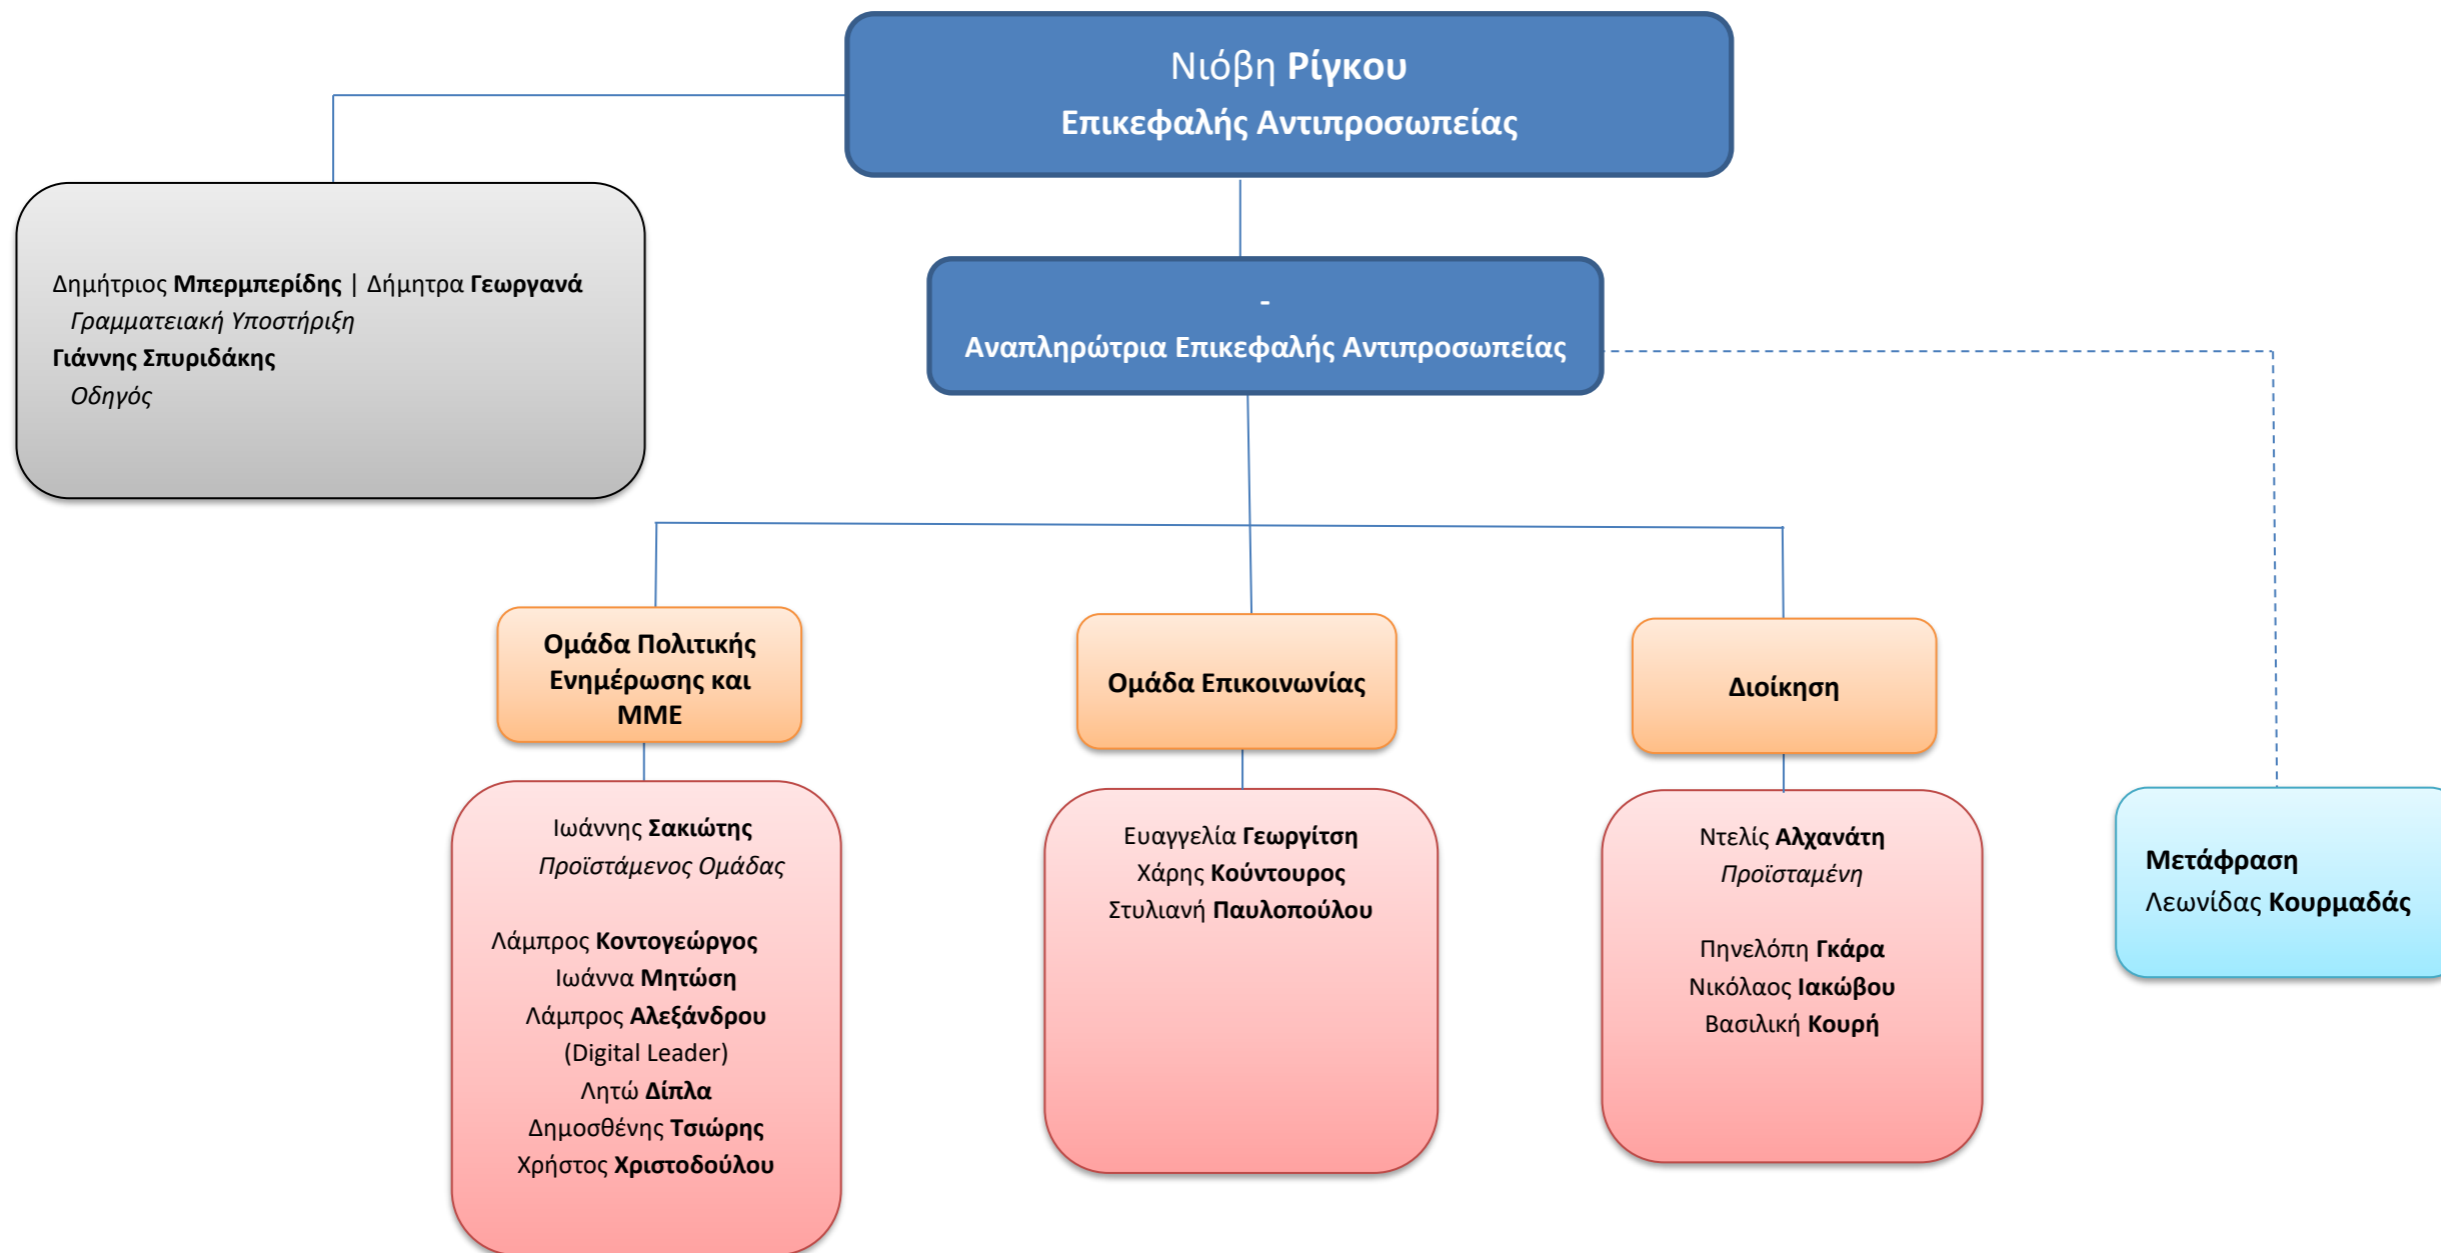 Νιόβη Ρίγκου
Επικεφαλής Αντιπροσωπείας
Δημήτριος Μπερμπερίδης | Δήμητρα Γεωργανά
Γραμματειακή Υποστήριξη
Γιάννης Σπυριδάκης
Οδηγός
-
Αναπληρώτρια Επικεφαλής Αντιπροσωπείας
Ομάδα Πολιτικής
Ενημέρωσης και
ΜΜΕ
Ιωάννης Σακιώτης
Προϊστάμενος Ομάδας
Λάμπρος Κοντογεώργος
Ιωάννα Μητώση
Λάμπρος Αλεξάνδρου
(Digital Leader)
Λητώ Δίπλα
Δημοσθένης Τσιώρης
Χρήστος Χριστοδούλου
Ομάδα Επικοινωνίας
Ευαγγελία Γεωργίτση
Χάρης Κούντουρος
Στυλιανή Παυλοπούλου
Διοίκηση
Ντελίς Αλχανάτη
Προϊσταμένη
Πηνελόπη Γκάρα
Νικόλαος Ιακώβου
Βασιλική Κουρή
Μετάφραση
Λεωνίδας Κουρμαδάς